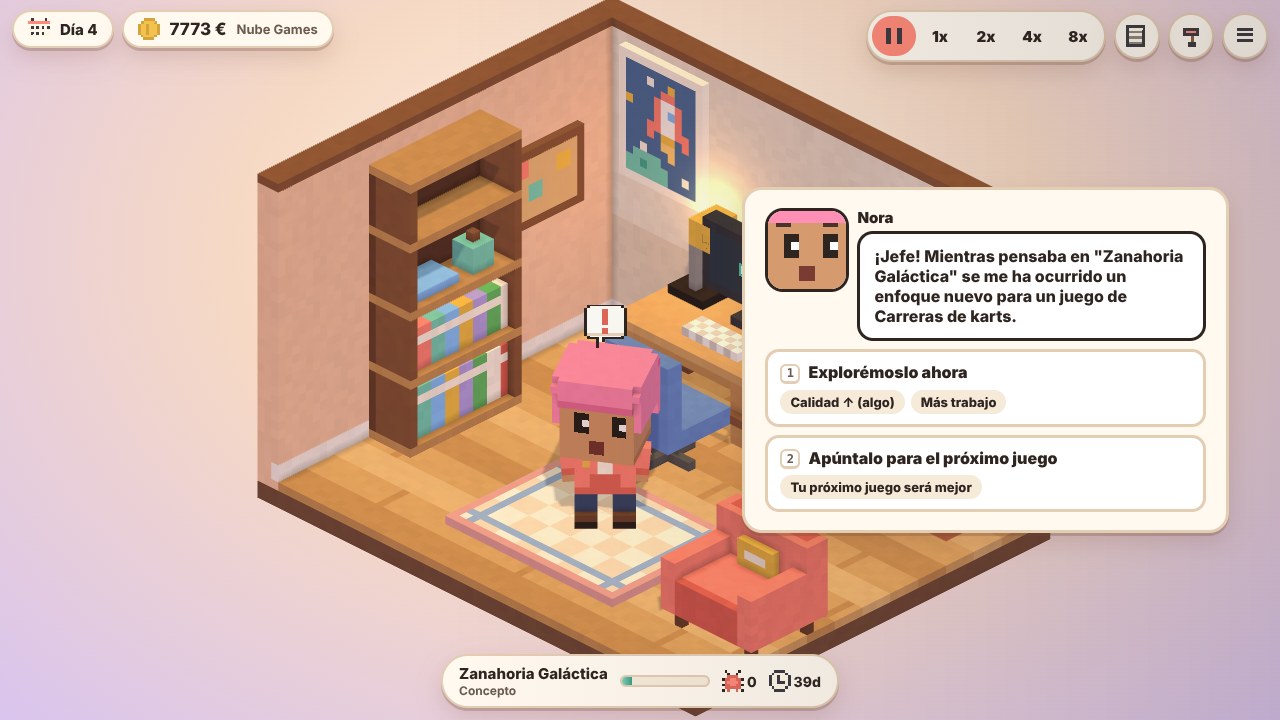 Día 4
7773 € Nube Games
1x 2x 4x 8x
Nora
¡Jefe! Mientras pensaba en "Zanahoria
Galáctica" se me ha ocurrido un
enfoque nuevo para un juego de
Carreras de karts.
1 Explorémoslo ahora
Calidad ↑ (algo) Más trabajo
2 Apúntalo para el próximo juego
Tu próximo juego será mejor
!
Zanahoria Galáctica
Concepto
0 39d